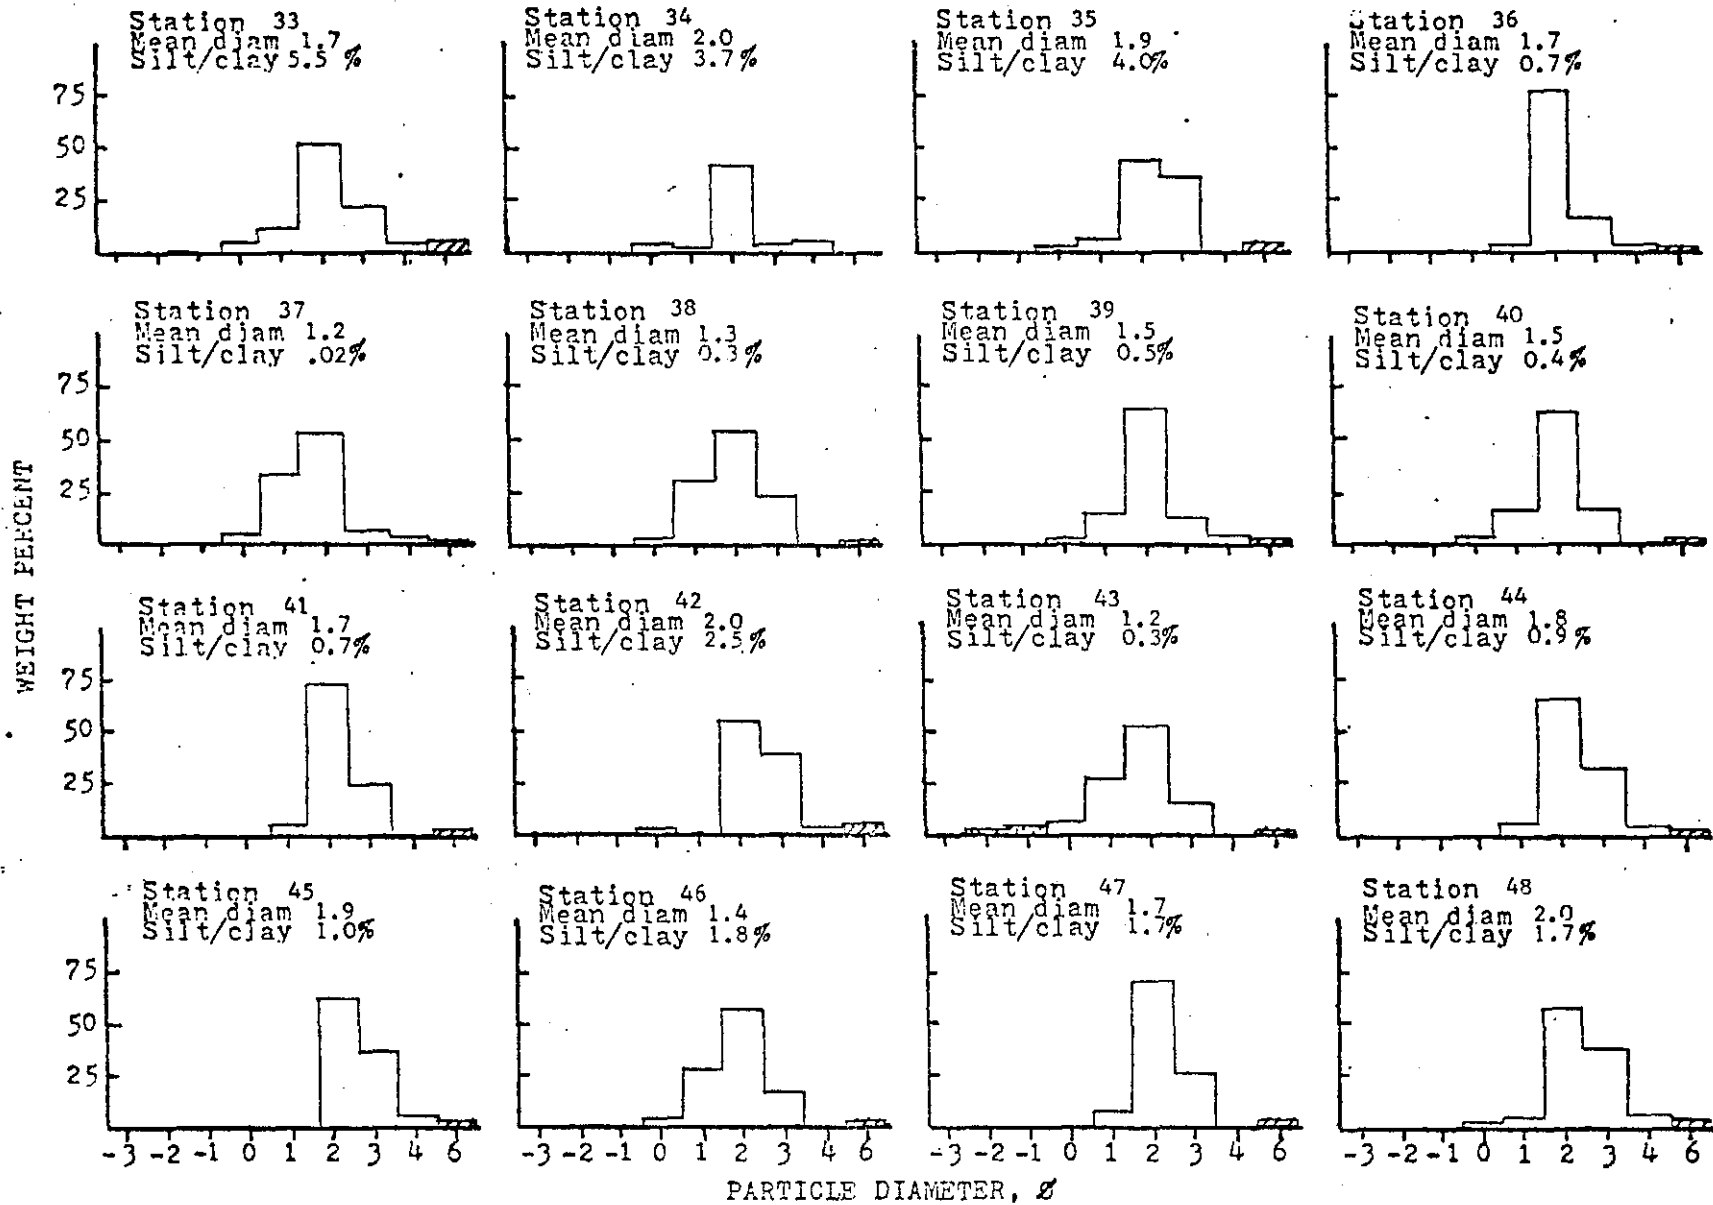 Station 33
Mean diam 1.7
Silt/clay 5.5 %
Station 34
Mean diam 2.0
Silt/clay 3.7%
Station 35
Mean diam 1.9
Silt/clay 4.0%
Station 36
Mean diam 1.7
Silt/clay 0.7%
75
50
25
Station 37
Mean diam 1.2
Silt/clay .02%
Station 38
Mean diam 1.3
Silt/clay 0.3%
Station 39
Mean diam 1.5
Silt/clay 0.5%
Station 40
Mean diam 1.5
Silt/clay 0.4%
75
50
25
WEIGHT PERCENT
Station 41
Mean diam 1.7
Silt/clay 0.7%
Station 42
Mean diam 2.0
Silt/clay 2.5%
Station 43
Mean diam 1.2
Silt/clay 0.3%
Station 44
Mean diam 1.8
Silt/clay 0.9%
75
50
25
Station 45
Mean diam 1.9
Silt/clay 1.0%
Station 46
Mean diam 1.4
Silt/clay 1.8%
Station 47
Mean diam 1.7
Silt/clay 1.7%
Station 48
Mean diam 2.0
Silt/clay 1.7%
75
50
25
-3 -2 -1 0 1 2 3 4 6
-3 -2 -1 0 1 2 3 4 6
-3 -2 -1 0 1 2 3 4 6
-3 -2 -1 0 1 2 3 4 6
PARTICLE DIAMETER, Ø